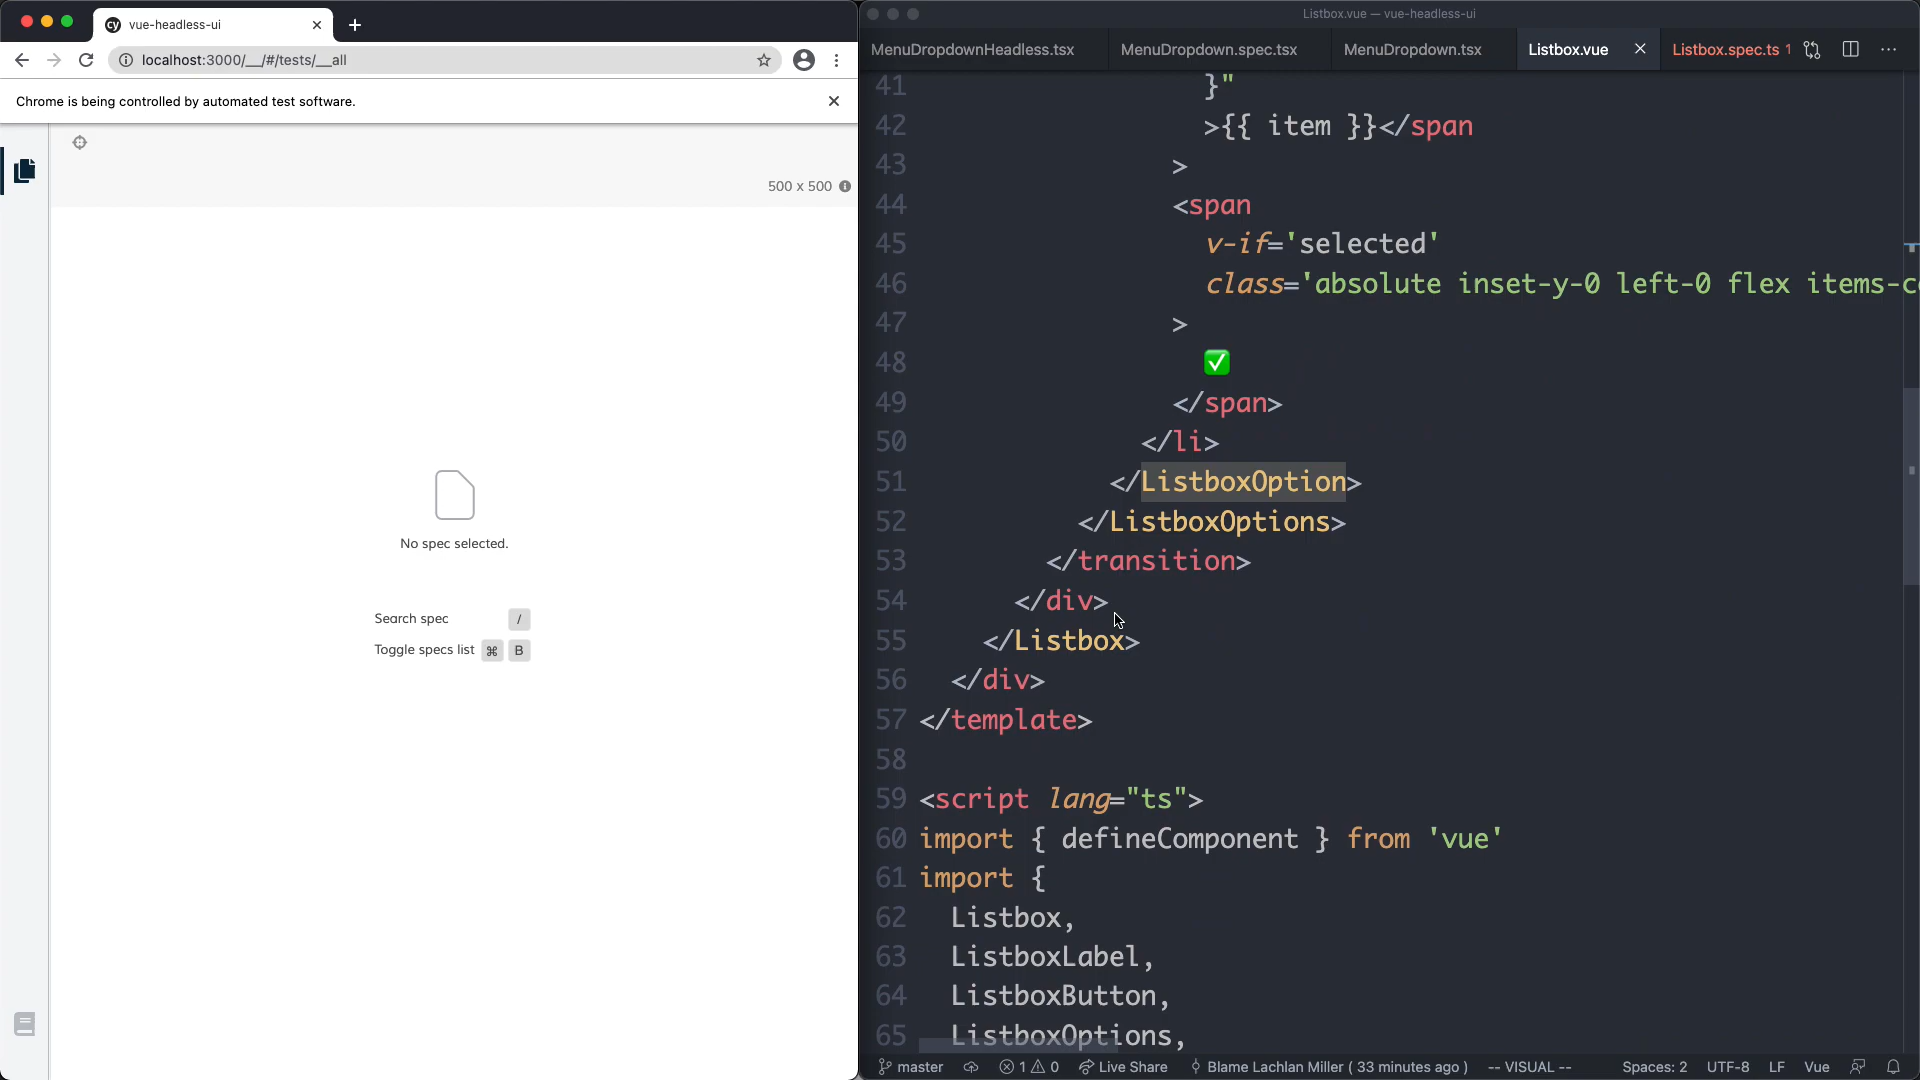 vue-headless-ui
localhost:3000/__/#/tests/__all
Chrome is being controlled by automated test software.
500 x 500
No spec selected.
Search spec /
Toggle specs list ⌘ B
Listbox.vue — vue-headless-ui
MenuDropdownHeadless.tsx MenuDropdown.spec.tsx MenuDropdown.tsx Listbox.vue Listbox.spec.ts 1
41 }"
42 >{{ item }}</span
43 >
44 <span
45 v-if='selected'
46 class='absolute inset-y-0 left-0 flex items-c
47 >
48 ✅
49 </span>
50 </li>
51 </ListboxOption>
52 </ListboxOptions>
53 </transition>
54 </div>
55 </Listbox>
56 </div>
57 </template>
58
59 <script lang="ts">
60 import { defineComponent } from 'vue'
61 import {
62 Listbox,
63 ListboxLabel,
64 ListboxButton,
65 ListboxOptions,
master 1 0 Live Share Blame Lachlan Miller ( 33 minutes ago ) -- VISUAL -- Spaces: 2 UTF-8 LF Vue